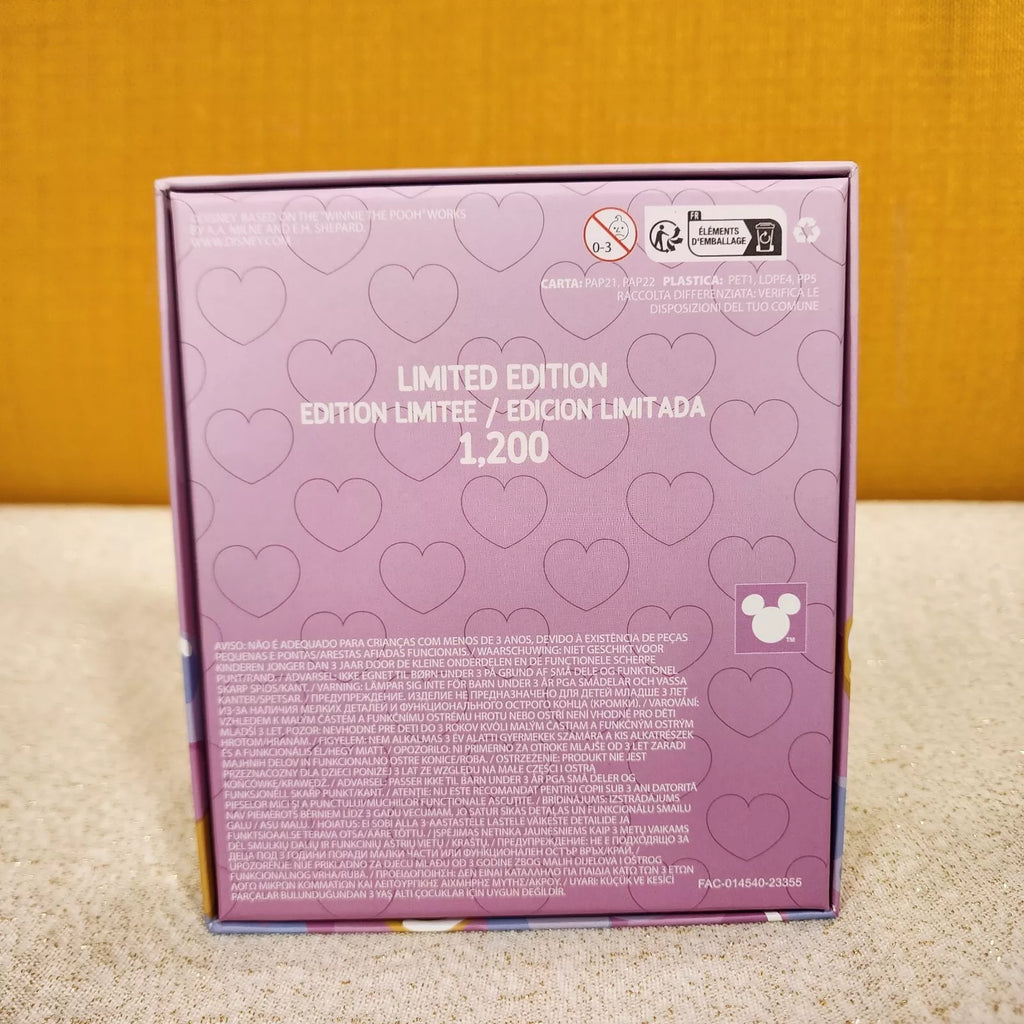 ©DISNEY. BASED ON THE "WINNIE THE POOH" WORKS
BY A.A. MILNE AND E.H. SHEPARD.
WWW.DISNEY.COM
0-3
FR
ÉLÉMENTS
D'EMBALLAGE
CARTA: PAP21, PAP22 PLASTICA: PET1, LDPE4, PP5
RACCOLTA DIFFERENZIATA: VERIFICA LE
DISPOSIZIONI DEL TUO COMUNE
LIMITED EDITION
EDITION LIMITEE / EDICION LIMITADA
1,200
TM
AVISO: NÃO É ADEQUADO PARA CRIANÇAS COM MENOS DE 3 ANOS, DEVIDO À EXISTÊNCIA DE PEÇAS
PEQUENAS E PONTAS/ARESTAS AFIADAS FUNCIONAIS. / WAARSCHUWING: NIET GESCHIKT VOOR
KINDEREN JONGER DAN 3 JAAR DOOR DE KLEINE ONDERDELEN EN DE FUNCTIONELE SCHERPE
PUNT/RAND. / ADVARSEL: IKKE EGNET TIL BØRN UNDER 3 PÅ GRUND AF SMÅ DELE OG FUNKTIONEL
SKARP SPIDS/KANT. / VARNING: LÄMPAR SIG INTE FÖR BARN UNDER 3 ÅR PGA SMÅDELAR OCH VASSA
KANTER/SPETSAR. / ПРЕДУПРЕЖДЕНИЕ. ИЗДЕЛИЕ НЕ ПРЕДНАЗНАЧЕНО ДЛЯ ДЕТЕЙ МЛАДШЕ 3 ЛЕТ
ИЗ-ЗА НАЛИЧИЯ МЕЛКИХ ДЕТАЛЕЙ И ФУНКЦИОНАЛЬНОГО ОСТРОГО КОНЦА (КРОМКИ). / VAROVÁNÍ:
VZHLEDEM K MALÝM ČÁSTEM A FUNKČNÍMU OSTRÉMU HROTU NEBO OSTŘÍ NENÍ VHODNÉ PRO DĚTI
MLADŠÍ 3 LET. POZOR: NEVHODNÉ PRE DETI DO 3 ROKOV KVÔLI MALÝM ČASTIAM A FUNKČNÝM OSTRÝM
HROTOM/HRANÁM. / FIGYELEM: NEM ALKALMAS 3 ÉV ALATTI GYERMEKEK SZÁMÁRA A KIS ALKATRÉSZEK
ÉS A FUNKCIONÁLIS ÉL/HEGY MIATT. / OPOZORILO: NI PRIMERNO ZA OTROKE MLAJŠE OD 3 LET ZARADI
MAJHNIH DELOV IN FUNKCIONALNO OSTRE KONICE/ROBA. / OSTRZEŻENIE: PRODUKT NIE JEST
PRZEZNACZONY DLA DZIECI PONIŻEJ 3 LAT ZE WZGLĘDU NA MAŁE CZĘŚCI I OSTRĄ
KOŃCÓWKĘ/KRAWĘDŹ. / ADVARSEL: PASSER IKKE TIL BARN UNDER 3 ÅR PGA SMÅ DELER OG
FUNKSJONELL SKARP PUNKT/KANT. / ATENȚIE: NU ESTE RECOMANDAT PENTRU COPII SUB 3 ANI DATORITĂ
PIESELOR MICI ȘI A PUNCTULUI/MUCHIILOR FUNCȚIONALE ASCUȚITE. / BRĪDINĀJUMS: IZSTRĀDĀJUMS
NAV PIEMĒROTS BĒRNIEM LĪDZ 3 GADU VECUMAM, JO SATUR SĪKAS DETAĻAS UN FUNKCIONĀLU SMAILU
GALU / ASU MALU. / HOIATUS: EI SOBI ALLA 3-AASTASTELE LASTELE VÄIKESTE DETAILIDE JA
FUNKTSIOAALSE TERAVA OTSA/ÄÄRE TÕTTU. / ĮSPĖJIMAS NETINKA JAUNESNIEMS KAIP 3 METŲ VAIKAMS
DĖL SMULKIŲ DALIŲ IR FUNKCINIŲ AŠTRIŲ VIETŲ / KRAŠTŲ. / ПРЕДУПРЕЖДЕНИЕ: НЕ Е ПОДХОДЯЩО ЗА
ДЕЦА ПОД 3 ГОДИНИ ПОРАДИ МАЛКИ ЧАСТИ ИЛИ ФУНКЦИОНАЛЕН ОСТЪР ВРЪХ/КРАЙ. /
UPOZORENJE: NIJE PRIKLADNO ZA DJECU MLAĐU OD 3 GODINE ZBOG MALIH DIJELOVA I OŠTROG
FUNKCIONALNOG VRHA/RUBA. / ΠΡΟΕΙΔΟΠΟΙΗΣΗ: ΔΕΝ ΕΙΝΑΙ ΚΑΤΑΛΛΗΛΟ ΓΙΑ ΠΑΙΔΙΑ ΚΑΤΩ ΤΩΝ 3 ΕΤΩΝ
ΛΟΓΩ ΜΙΚΡΩΝ ΚΟΜΜΑΤΙΩΝ ΚΑΙ ΛΕΙΤΟΥΡΓΙΚΗΣ ΑΙΧΜΗΡΗΣ ΜΥΤΗΣ/ΑΚΡΟΥ. / UYARI: KÜÇÜK VE KESİCİ
PARÇALAR BULUNDUĞUNDAN 3 YAŞ ALTI ÇOCUKLAR İÇİN UYGUN DEĞİLDİR.
FAC-014540-23355